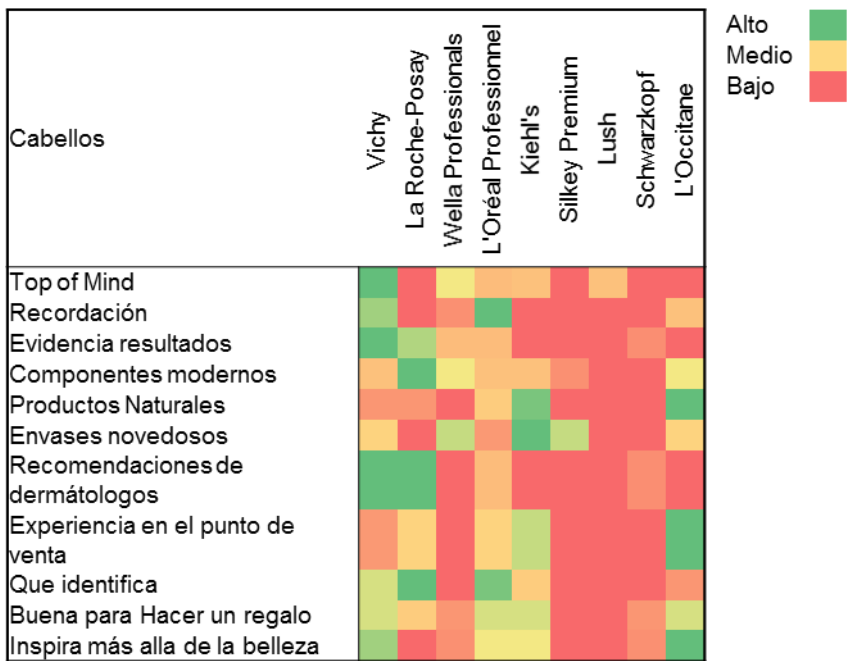 Cabellos
Vichy
La Roche-Posay
Wella Professionals
L'Oréal Professionnel
Kiehl's
Silkey Premium
Lush
Schwarzkopf
L'Occitane
Alto
Medio
Bajo
Top of Mind
Recordación
Evidencia resultados
Componentes modernos
Productos Naturales
Envases novedosos
Recomendaciones de
dermátologos
Experiencia en el punto de
venta
Que identifica
Buena para Hacer un regalo
Inspira más alla de la belleza